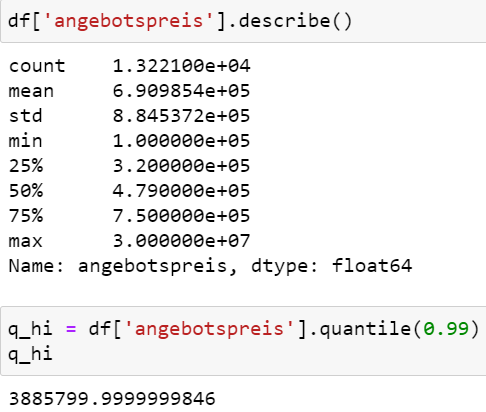 df['angebotspreis'].describe()
count    1.322100e+04
mean     6.909854e+05
std      8.845372e+05
min      1.000000e+05
25%      3.200000e+05
50%      4.790000e+05
75%      7.500000e+05
max      3.000000e+07
Name: angebotspreis, dtype: float64
q_hi = df['angebotspreis'].quantile(0.99)
q_hi
3885799.9999999846